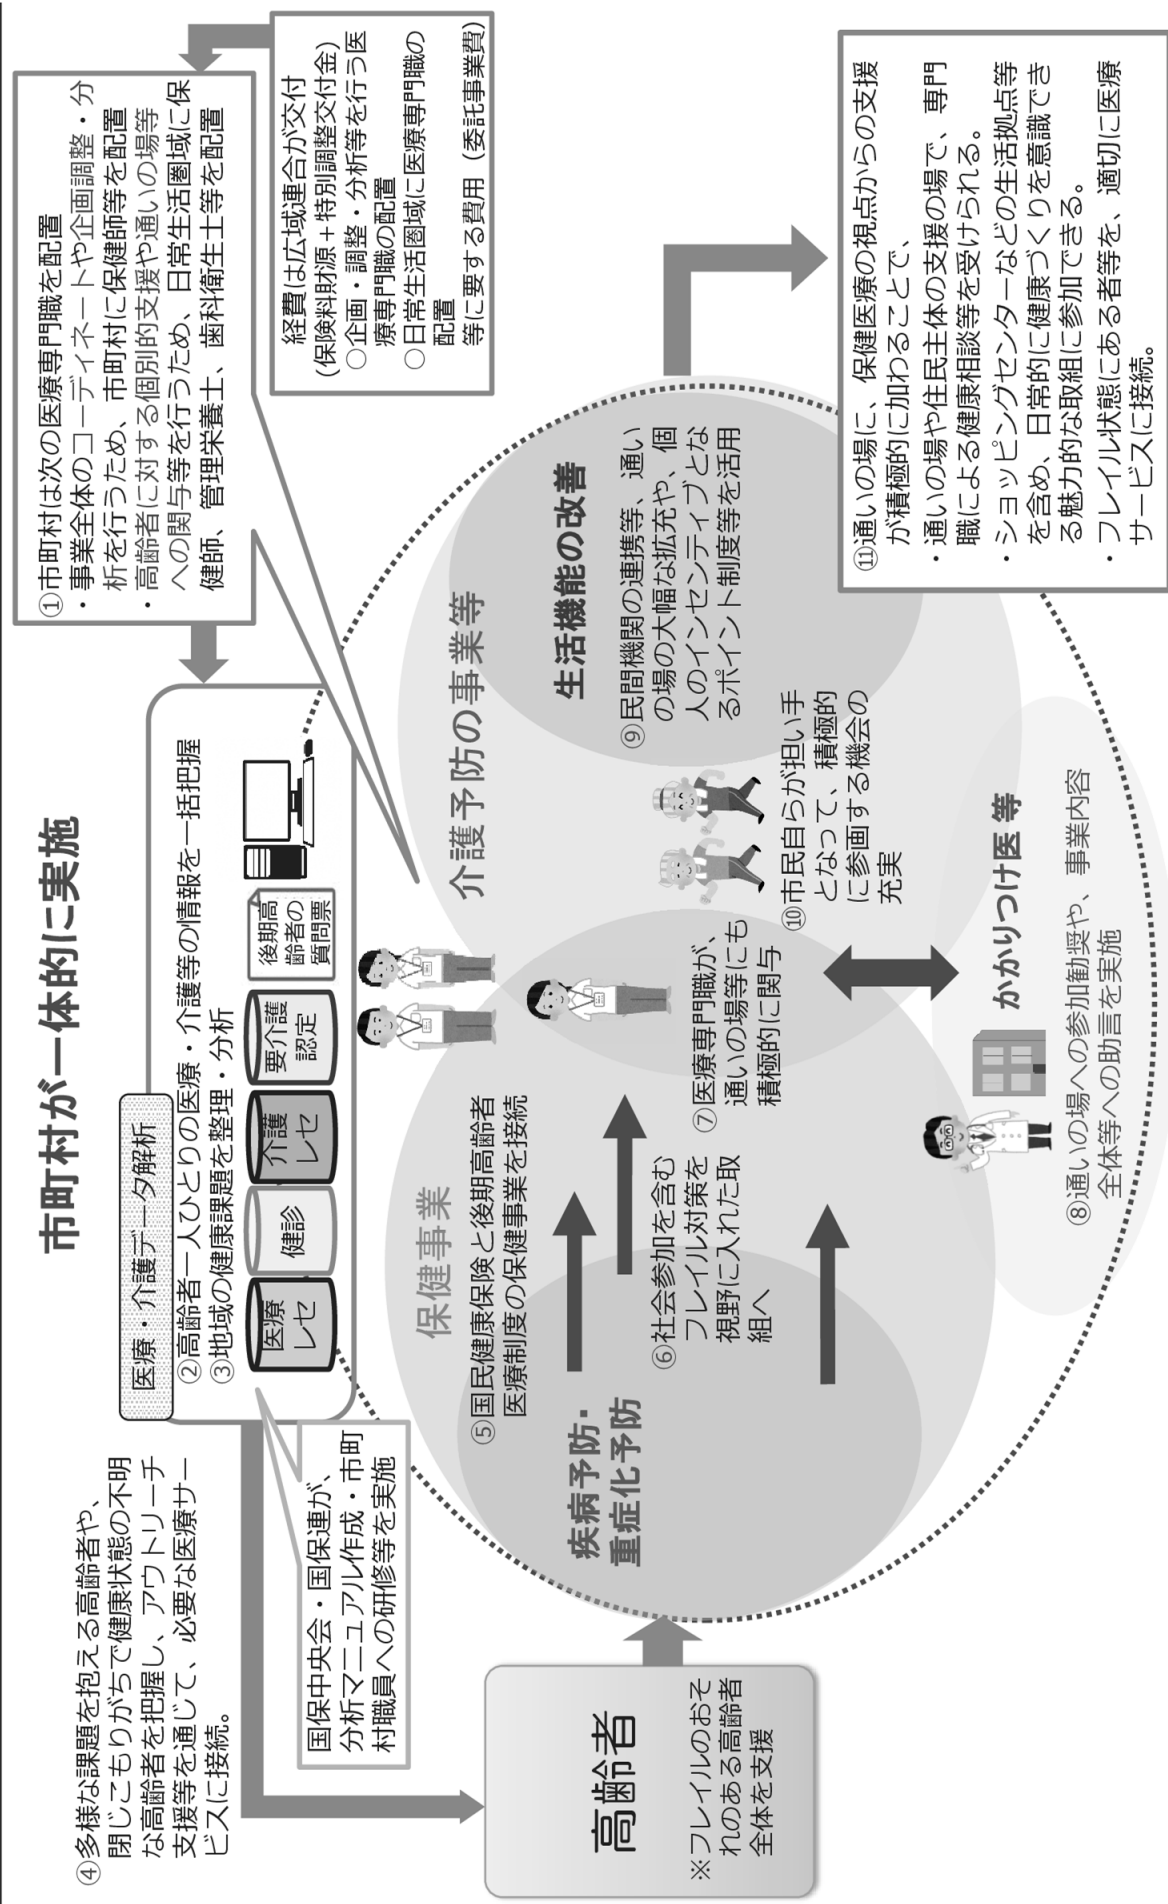 市町村が一体的に実施
④多様な課題を抱える高齢者や、
閉じこもりがちで健康状態の不明
な高齢者を把握し、アウトリーチ
支援等を通じて、必要な医療サー
ビスに接続。
医療・介護データ解析
②高齢者一人ひとりの医療・介護等の情報を一括把握
③地域の健康課題を整理・分析
医療
レセ
健診
介護
レセ
要介護
認定
後期高
齢者の
質問票
国保中央会・国保連が、
分析マニュアル作成・市町
村職員への研修等を実施
①市町村は次の医療専門職を配置
・事業全体のコーディネートや企画調整・分
析を行うため、市町村に保健師等を配置
・高齢者に対する個別的支援や通いの場等
への関与等を行うため、日常生活圏域に保
健師、管理栄養士、歯科衛生士等を配置
経費は広域連合が交付
(保険料財源+特別調整交付金)
○企画・調整・分析等を行う医
療専門職の配置
○日常生活圏域に医療専門職の
配置
等に要する費用(委託事業費)
高齢者
※フレイルのおそ
れのある高齢者
全体を支援
保健事業
⑤国民健康保険と後期高齢者
医療制度の保健事業を接続
疾病予防・
重症化予防
⑥社会参加を含む
フレイル対策を
視野に入れた取
組へ
⑦医療専門職が、
通いの場等にも
積極的に関与
介護予防の事業等
生活機能の改善
⑨民間機関の連携等、通い
の場の大幅な拡充や、個
人のインセンティブとな
るポイント制度等を活用
⑩市民自らが担い手
となって、積極的
に参画する機会の
充実
かかりつけ医 等
⑧通いの場への参加勧奨や、事業内容
全体等への助言を実施
⑪通いの場に、保健医療の視点からの支援
が積極的に加わることで、
・通いの場や住民主体の支援の場で、専門
職による健康相談等を受けられる。
・ショッピングセンターなどの生活拠点等
を含め、日常的に健康づくりを意識でき
る魅力的な取組に参加できる。
・フレイル状態にある者等を、適切に医療
サービスに接続。